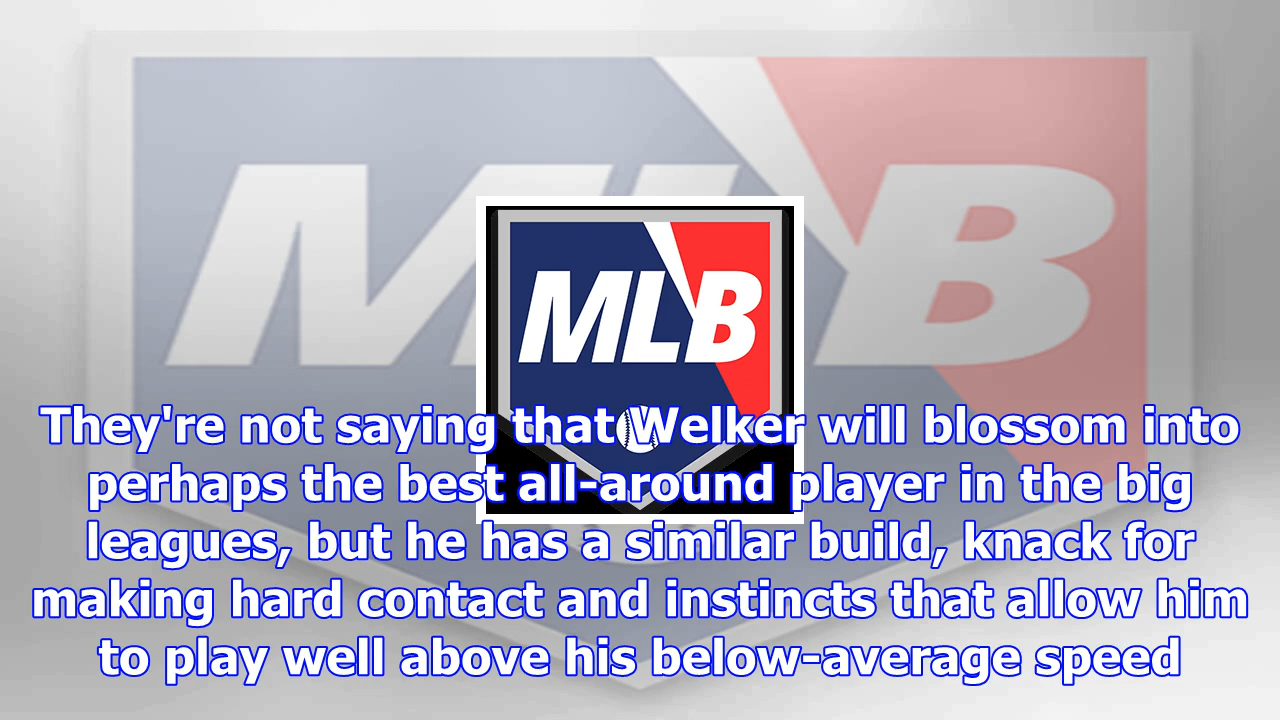 MLB
MLB
They're not saying that Welker will blossom into
perhaps the best all-around player in the big
leagues, but he has a similar build, knack for
making hard contact and instincts that allow him
to play well above his below-average speed